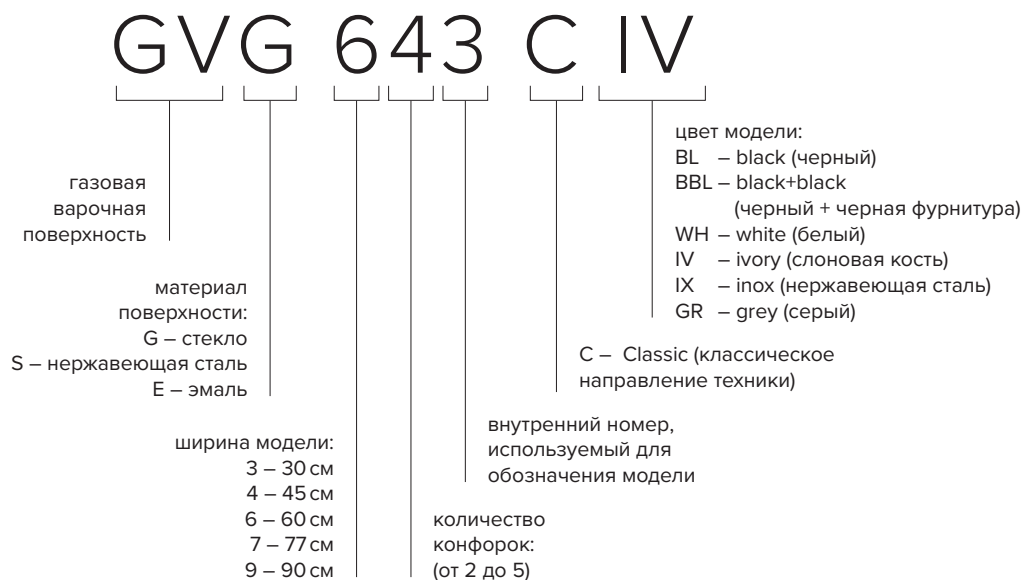 GVG 643 C IV
газовая
варочная
поверхность
материал
поверхности:
G – стекло
S – нержавеющая сталь
E – эмаль
ширина модели:
3 – 30 см
4 – 45 см
6 – 60 см
7 – 77 см
9 – 90 см
количество
конфорок:
(от 2 до 5)
внутренний номер,
используемый для
обозначения модели
C – Classic (классическое
направление техники)
цвет модели:
BL – black (черный)
BBL – black+black
(черный + черная фурнитура)
WH – white (белый)
IV – ivory (слоновая кость)
IX – inox (нержавеющая сталь)
GR – grey (серый)